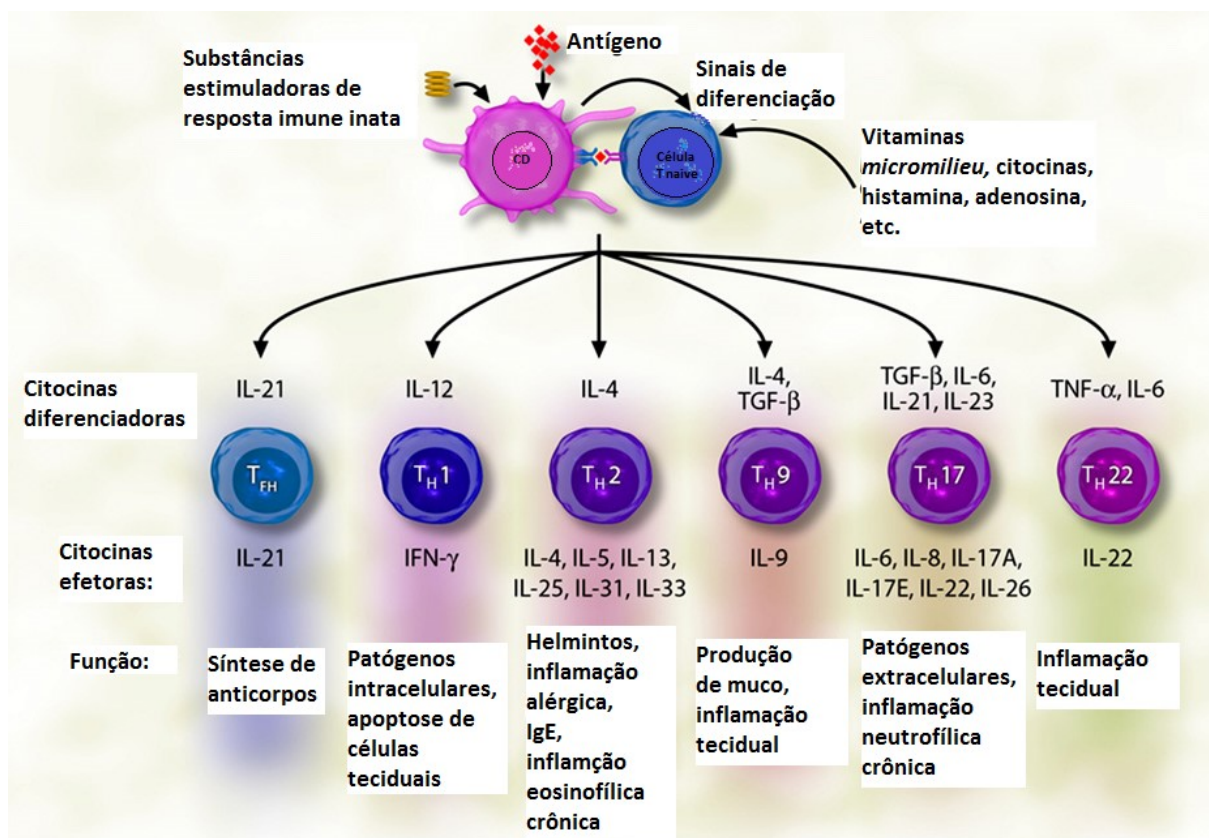 Antígeno
Substâncias
estimuladoras de
resposta imune inata
Sinais de
diferenciação
CD
Célula
T naive
Vitaminas
micromilieu, citocinas,
histamina, adenosina,
etc.
Citocinas
diferenciadoras
IL-21
IL-12
IL-4
IL-4,
TGF-β
TGF-β, IL-6,
IL-21, IL-23
TNF-α, IL-6
TFH
TH1
TH2
TH9
TH17
TH22
Citocinas
efetoras:
IL-21
IFN-γ
IL-4, IL-5, IL-13,
IL-25, IL-31, IL-33
IL-9
IL-6, IL-8, IL-17A,
IL-17E, IL-22, IL-26
IL-22
Função:
Síntese de
anticorpos
Patógenos
intracelulares,
apoptose de
células
teciduais
Helmintos,
inflamação
alérgica,
IgE,
inflamção
eosinofílica
crônica
Produção
de muco,
inflamação
tecidual
Patógenos
extracelulares,
inflamação
neutrofílica
crônica
Inflamação
tecidual